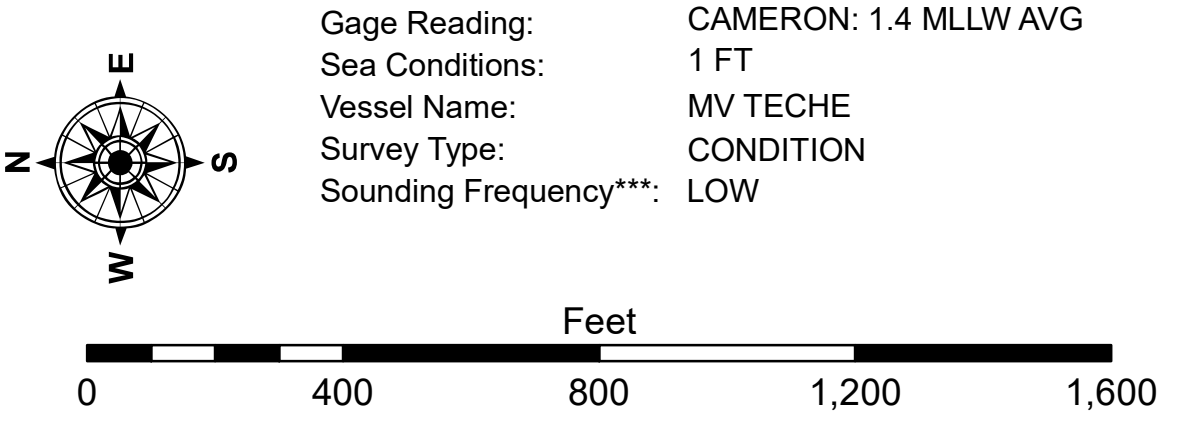 E
N S
W
Gage Reading: CAMERON: 1.4 MLLW AVG
Sea Conditions: 1 FT
Vessel Name: MV TECHE
Survey Type: CONDITION
Sounding Frequency***: LOW
Feet
0 400 800 1,200 1,600